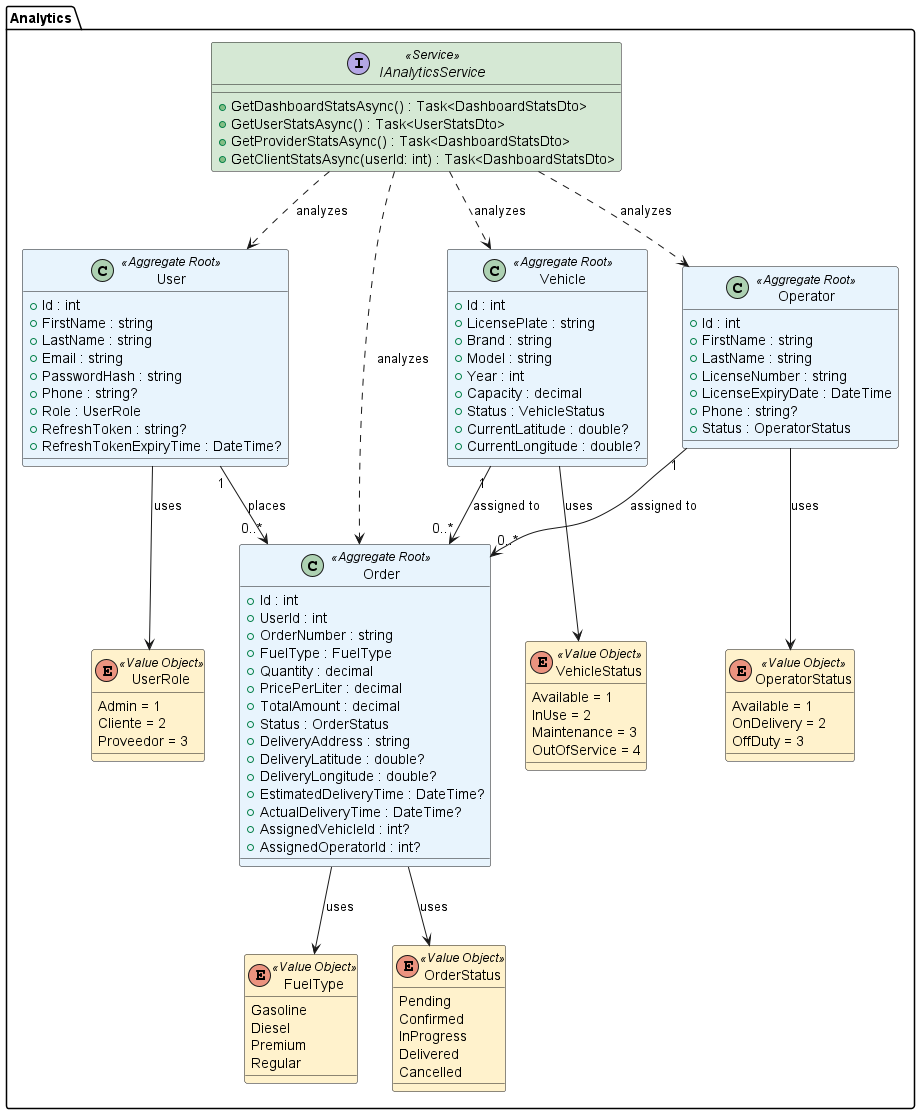 Analytics
I
«Service»
IAnalyticsService
GetDashboardStatsAsync() : Task<DashboardStatsDto>
GetUserStatsAsync() : Task<UserStatsDto>
GetProviderStatsAsync() : Task<DashboardStatsDto>
GetClientStatsAsync(userId: int) : Task<DashboardStatsDto>
analyzes
analyzes
analyzes
analyzes
C
«Aggregate Root»
User
Id : int
FirstName : string
LastName : string
Email : string
PasswordHash : string
Phone : string?
Role : UserRole
RefreshToken : string?
RefreshTokenExpiryTime : DateTime?
C
«Aggregate Root»
Vehicle
Id : int
LicensePlate : string
Brand : string
Model : string
Year : int
Capacity : decimal
Status : VehicleStatus
CurrentLatitude : double?
CurrentLongitude : double?
C
«Aggregate Root»
Operator
Id : int
FirstName : string
LastName : string
LicenseNumber : string
LicenseExpiryDate : DateTime
Phone : string?
Status : OperatorStatus
uses
1
places
0..*
1
assigned to
0..*
uses
1
assigned to
0..*
uses
C
«Aggregate Root»
Order
Id : int
UserId : int
OrderNumber : string
FuelType : FuelType
Quantity : decimal
PricePerLiter : decimal
TotalAmount : decimal
Status : OrderStatus
DeliveryAddress : string
DeliveryLatitude : double?
DeliveryLongitude : double?
EstimatedDeliveryTime : DateTime?
ActualDeliveryTime : DateTime?
AssignedVehicleId : int?
AssignedOperatorId : int?
E
«Value Object»
UserRole
Admin = 1
Cliente = 2
Proveedor = 3
E
«Value Object»
VehicleStatus
Available = 1
InUse = 2
Maintenance = 3
OutOfService = 4
E
«Value Object»
OperatorStatus
Available = 1
OnDelivery = 2
OffDuty = 3
uses
uses
E
«Value Object»
FuelType
Gasoline
Diesel
Premium
Regular
E
«Value Object»
OrderStatus
Pending
Confirmed
InProgress
Delivered
Cancelled